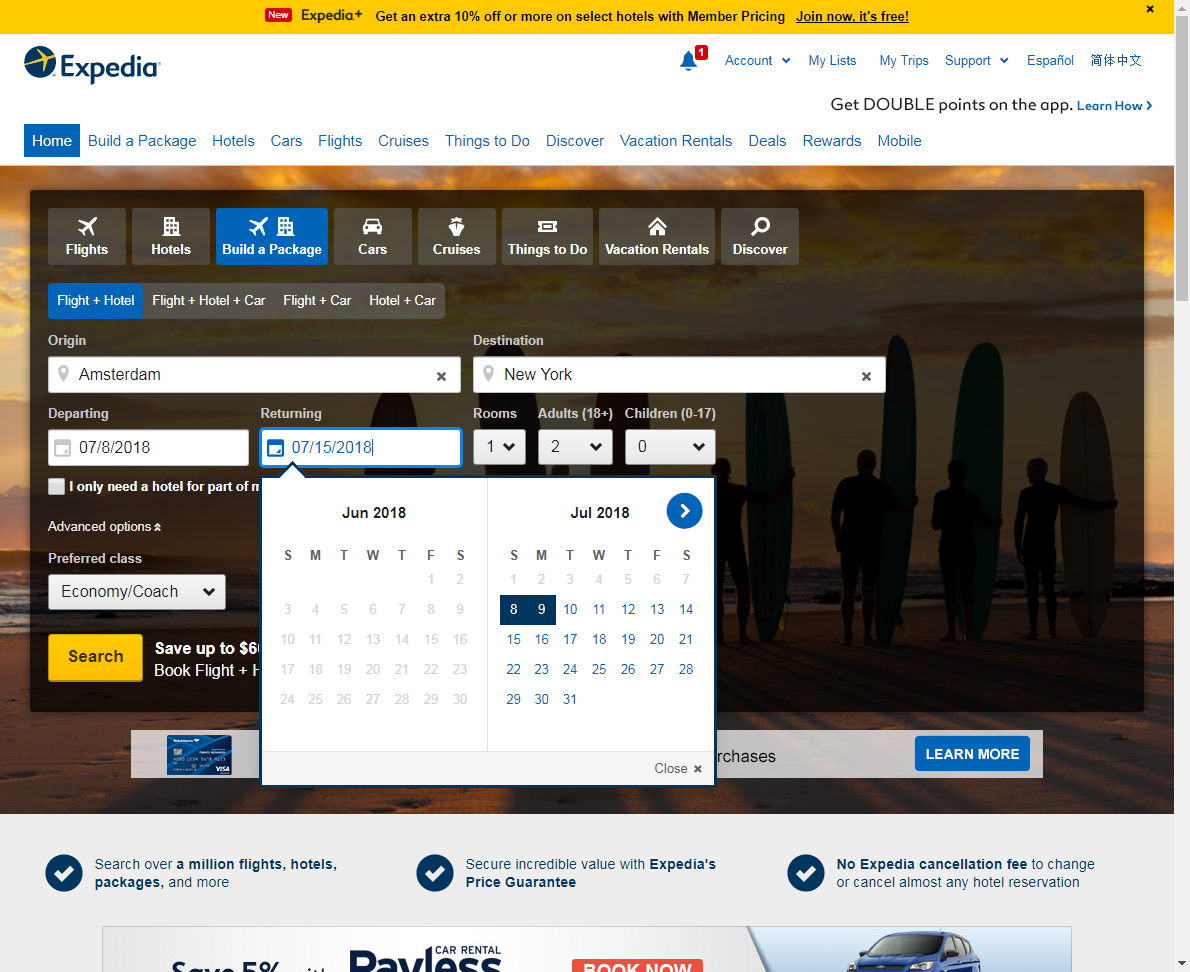 New Expedia+ Get an extra 10% off or more on select hotels with Member Pricing Join now, it's free! ×
Expedia
1 Account My Lists My Trips Support Español 简体中文
Get DOUBLE points on the app. Learn How
Home Build a Package Hotels Cars Flights Cruises Things to Do Discover Vacation Rentals Deals Rewards Mobile
Flights Hotels Build a Package Cars Cruises Things to Do Vacation Rentals Discover
Flight + Hotel Flight + Hotel + Car Flight + Car Hotel + Car
Origin Destination
Amsterdam × New York ×
Departing Returning Rooms Adults (18+) Children (0-17)
07/8/2018 07/15/2018 1 2 0
I only need a hotel for part of m
Advanced options
Preferred class
Economy/Coach
Search
Save up to $6
Book Flight + H
Jun 2018
S M T W T F S
1 2
3 4 5 6 7 8 9
10 11 12 13 14 15 16
17 18 19 20 21 22 23
24 25 26 27 28 29 30
Jul 2018
S M T W T F S
1 2 3 4 5 6 7
8 9 10 11 12 13 14
15 16 17 18 19 20 21
22 23 24 25 26 27 28
29 30 31
Close ×
VISA
rchases
LEARN MORE
Search over a million flights, hotels,
packages, and more
Secure incredible value with Expedia's
Price Guarantee
No Expedia cancellation fee to change
or cancel almost any hotel reservation
Save 5% with
Payless
CAR RENTAL
BOOK NOW